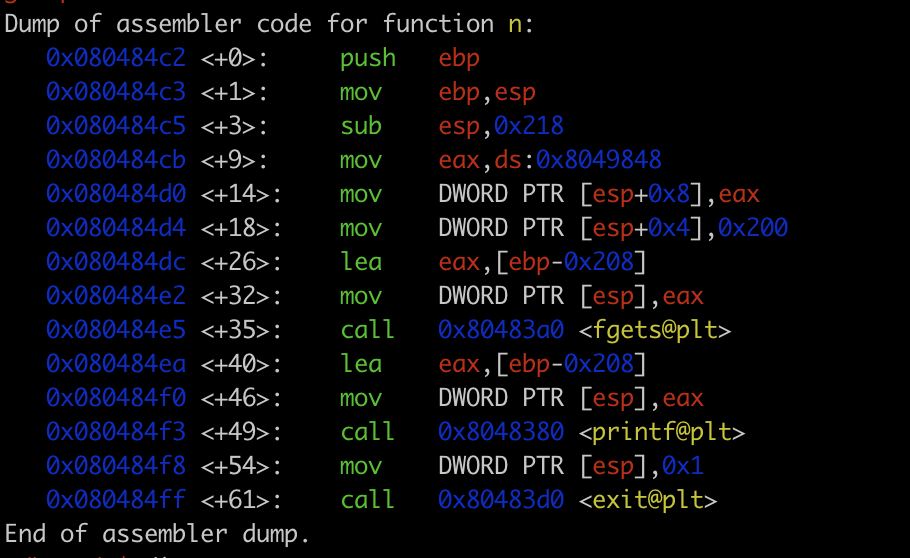 Dump of assembler code for function n:
0x080484c2 <+0>: push ebp
0x080484c3 <+1>: mov ebp,esp
0x080484c5 <+3>: sub esp,0x218
0x080484cb <+9>: mov eax,ds:0x8049848
0x080484d0 <+14>: mov DWORD PTR [esp+0x8],eax
0x080484d4 <+18>: mov DWORD PTR [esp+0x4],0x200
0x080484dc <+26>: lea eax,[ebp-0x208]
0x080484e2 <+32>: mov DWORD PTR [esp],eax
0x080484e5 <+35>: call 0x80483a0 <fgets@plt>
0x080484ea <+40>: lea eax,[ebp-0x208]
0x080484f0 <+46>: mov DWORD PTR [esp],eax
0x080484f3 <+49>: call 0x8048380 <printf@plt>
0x080484f8 <+54>: mov DWORD PTR [esp],0x1
0x080484ff <+61>: call 0x80483d0 <exit@plt>
End of assembler dump.